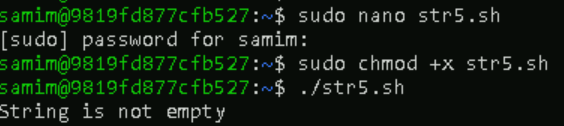 samim@9819fd877cfb527:~$ sudo nano str5.sh
[sudo] password for samim:
samim@9819fd877cfb527:~$ sudo chmod +x str5.sh
samim@9819fd877cfb527:~$ ./str5.sh
String is not empty